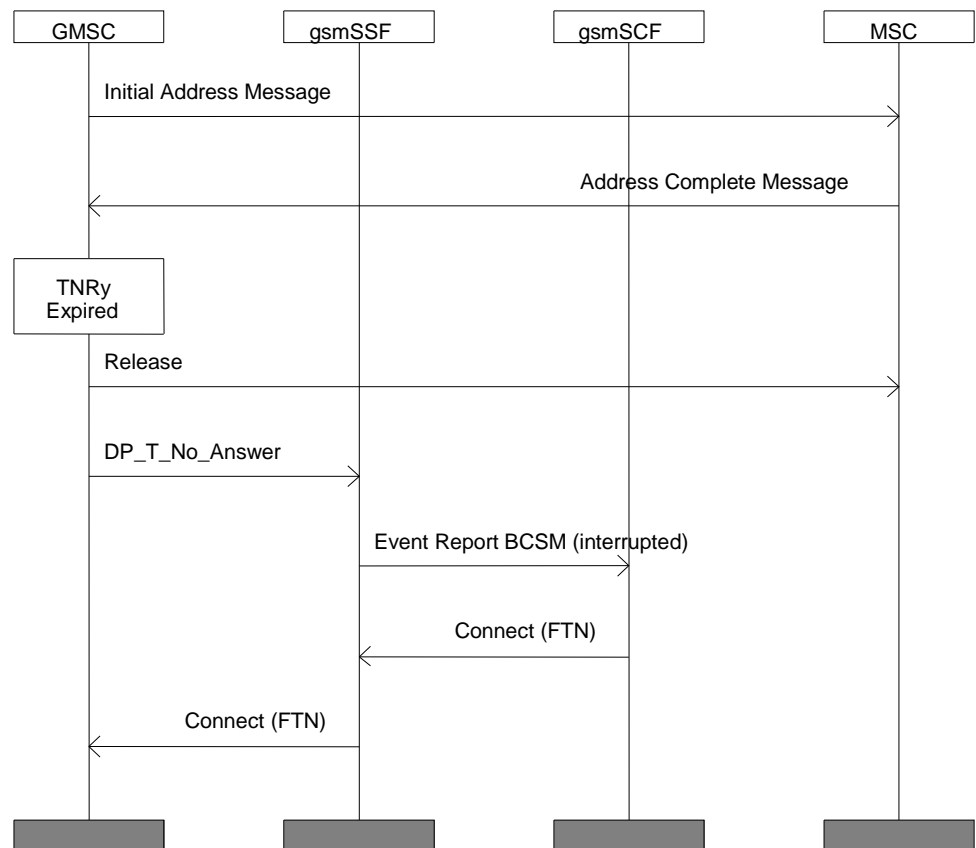 GMSC
gsmSSF
gsmSCF
MSC
Initial Address Message
Address Complete Message
TNRy
Expired
Release
DP_T_No_Answer
Event Report BCSM (interrupted)
Connect (FTN)
Connect (FTN)